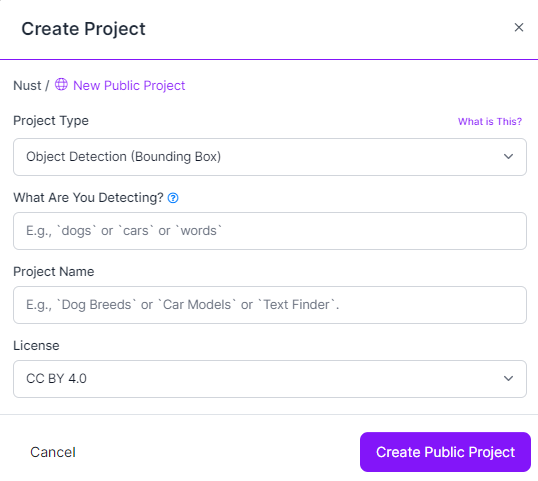 Create Project
Nust / New Public Project
Project Type
What is This?
Object Detection (Bounding Box)
What Are You Detecting?
E.g., `dogs` or `cars` or `words`
Project Name
E.g., `Dog Breeds` or `Car Models` or `Text Finder`.
License
CC BY 4.0
Cancel
Create Public Project